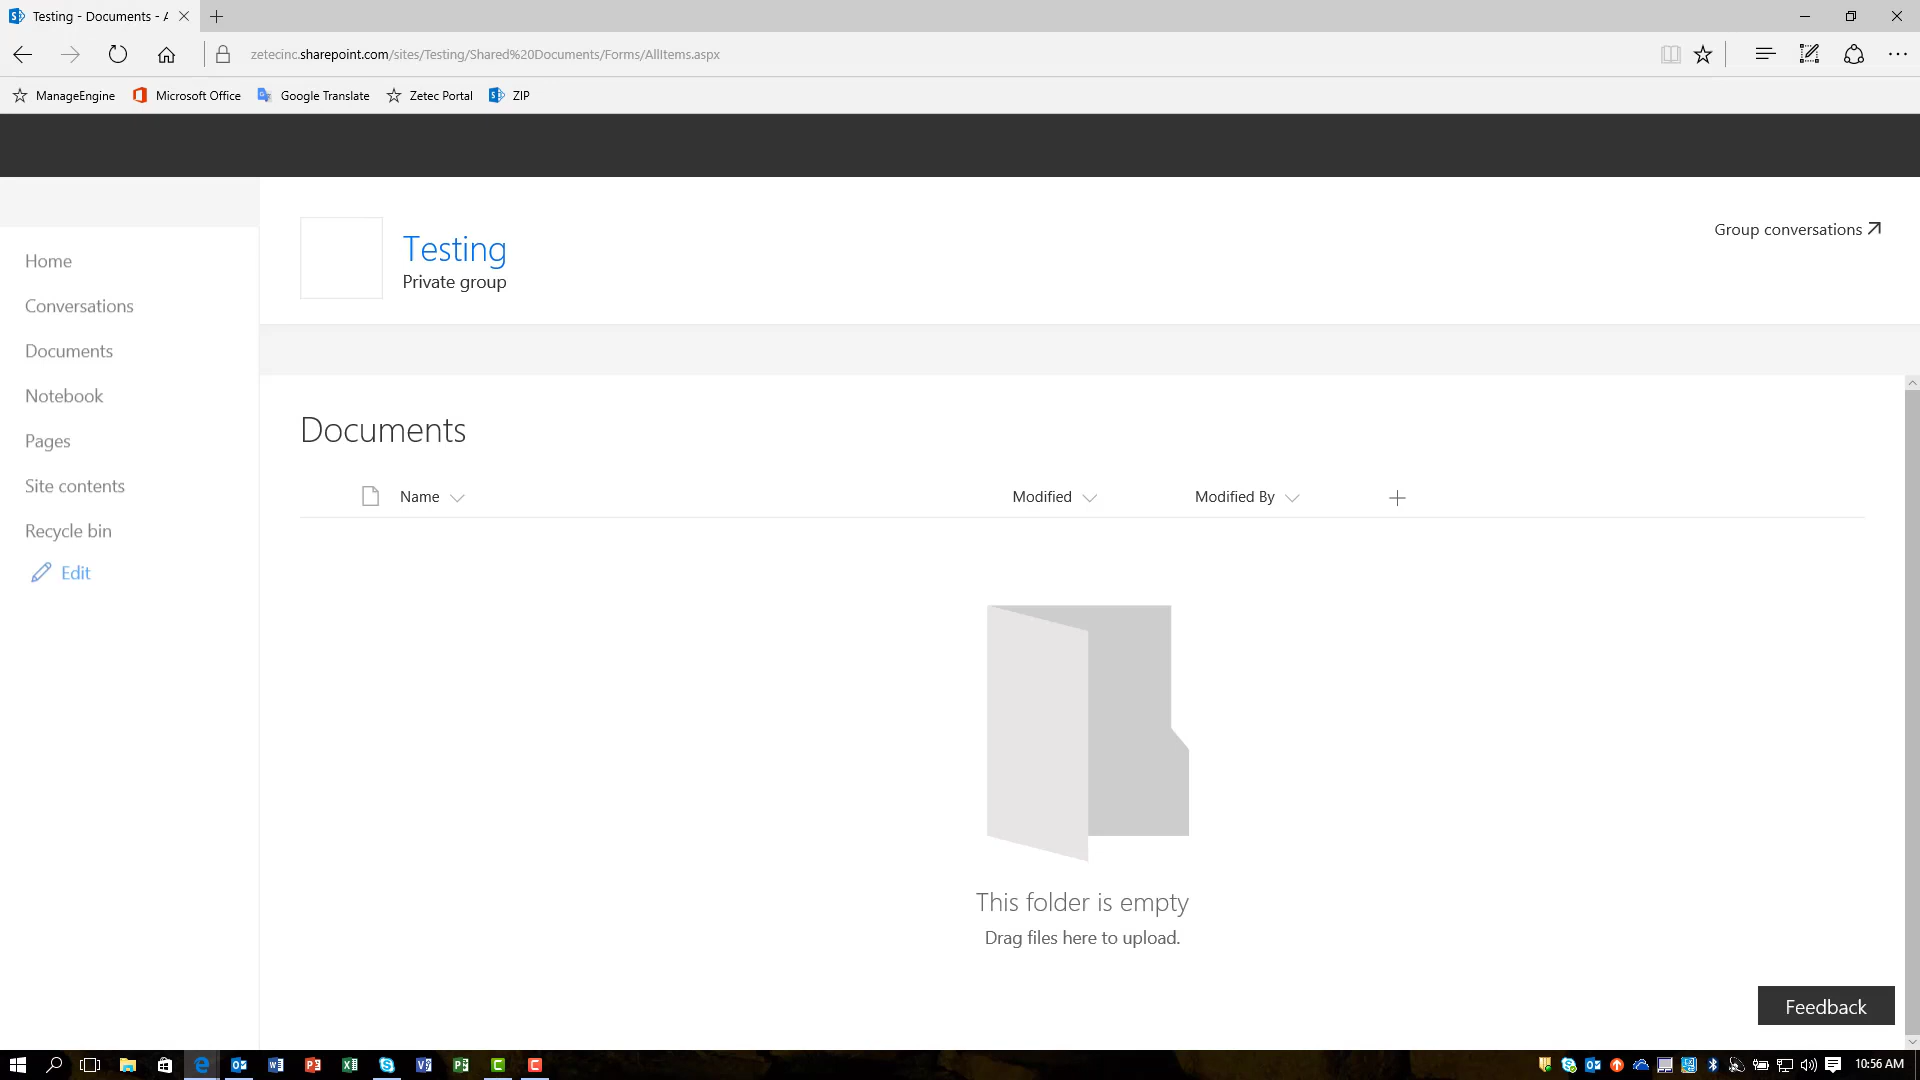 Testing - Documents - A
zetecinc.sharepoint.com/sites/Testing/Shared%20Documents/Forms/AllItems.aspx
ManageEngine
Microsoft Office
Google Translate
Zetec Portal
ZIP
Testing
Private group
Group conversations
Home
Conversations
Documents
Notebook
Pages
Site contents
Recycle bin
Edit
Documents
Name
Modified
Modified By
This folder is empty
Drag files here to upload.
Feedback
10:56 AM